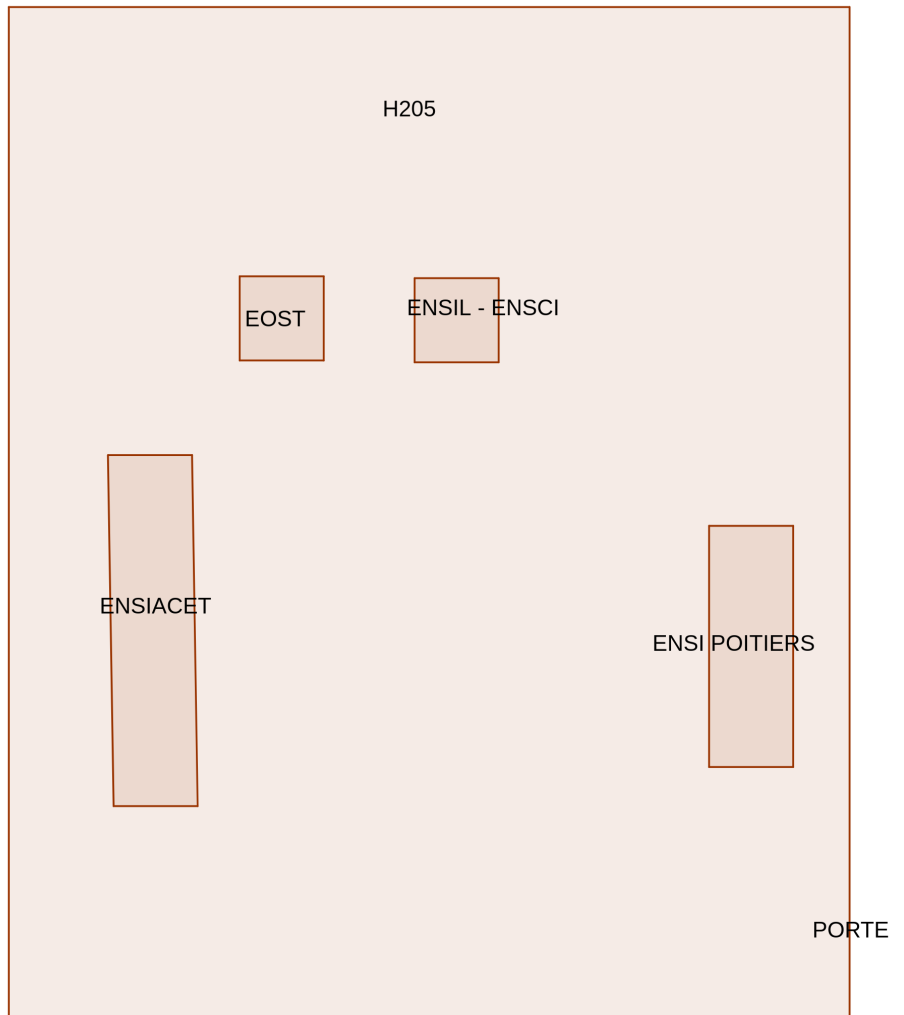 H205
EOST
ENSIL - ENSCI
ENSIACET
ENSI POITIERS
PORTE